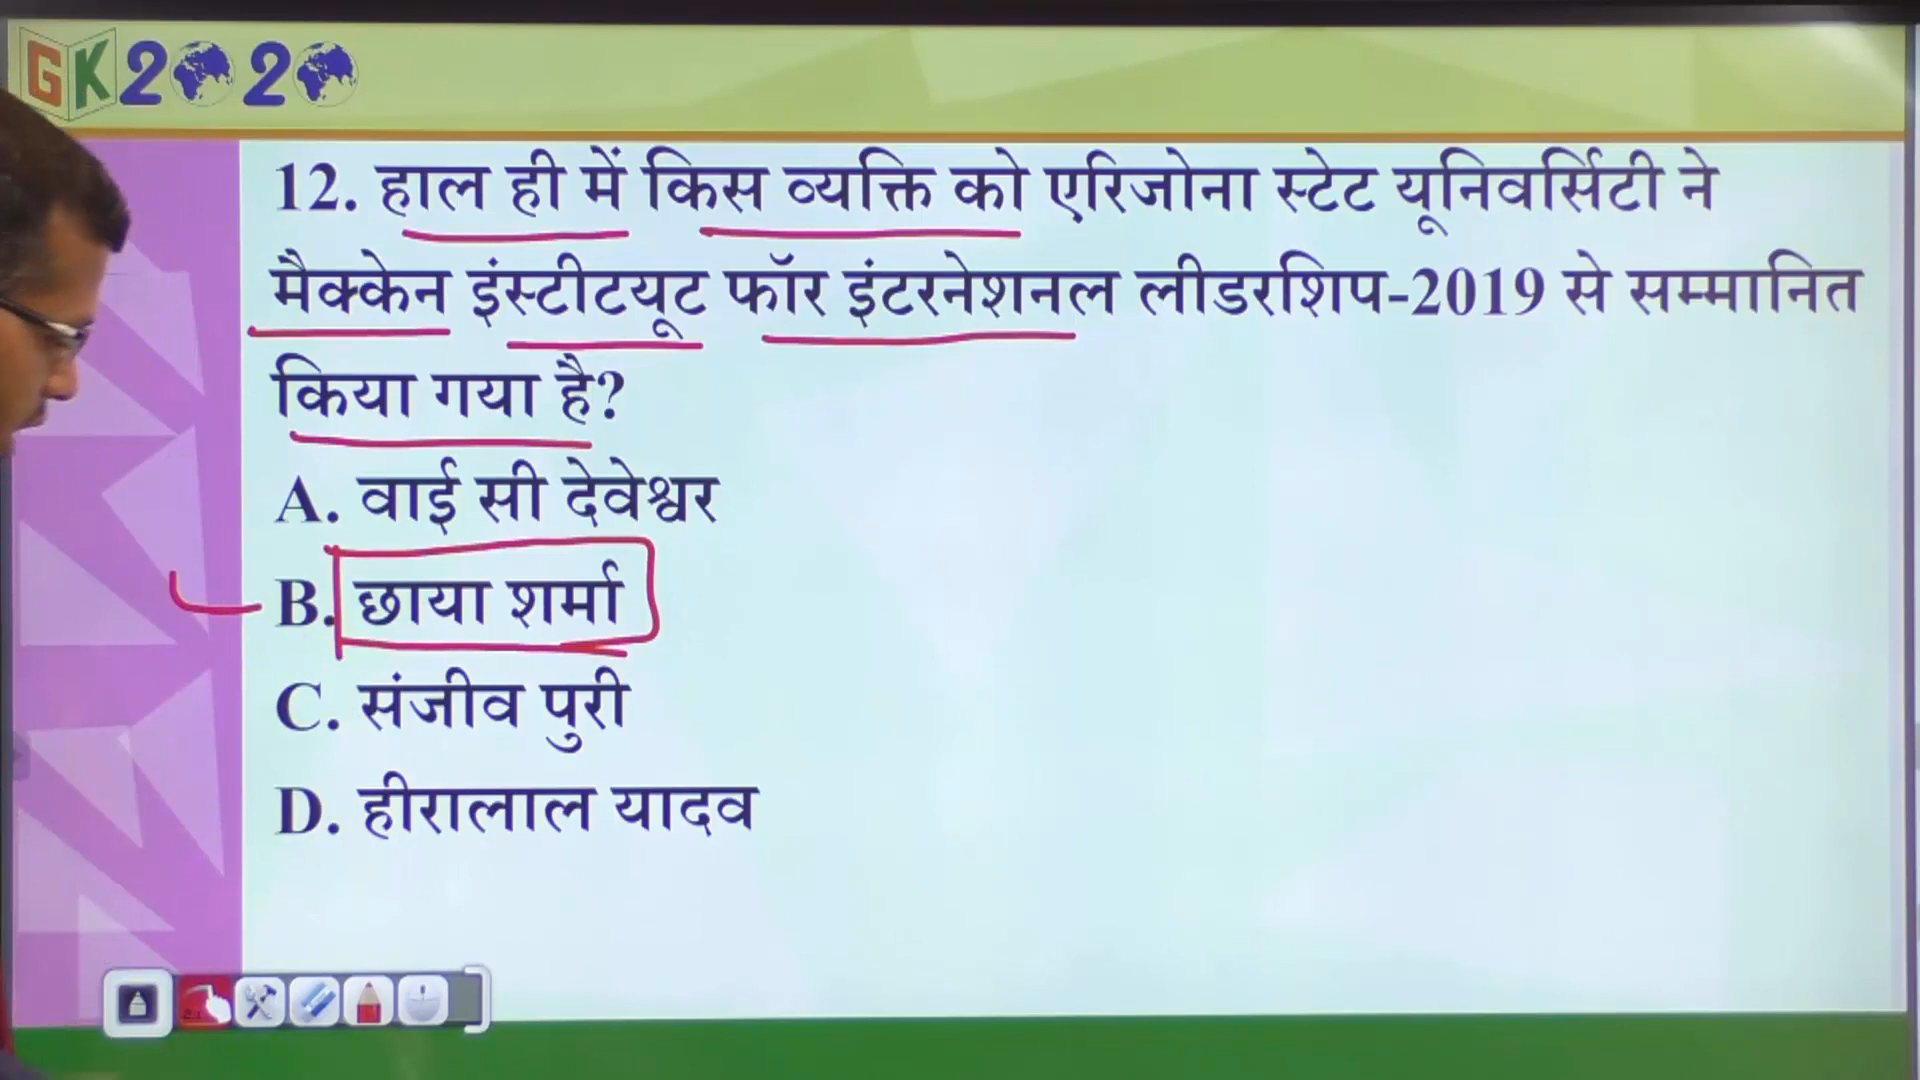 GK2020
12. हाल ही में किस व्यक्ति को एरिजोना स्टेट यूनिवर्सिटी ने
मैक्केन इंस्टीटयूट फॉर इंटरनेशनल लीडरशिप-2019 से सम्मानित
किया गया है?
A. वाई सी देवेश्वर
B. छाया शर्मा
C. संजीव पुरी
D. हीरालाल यादव